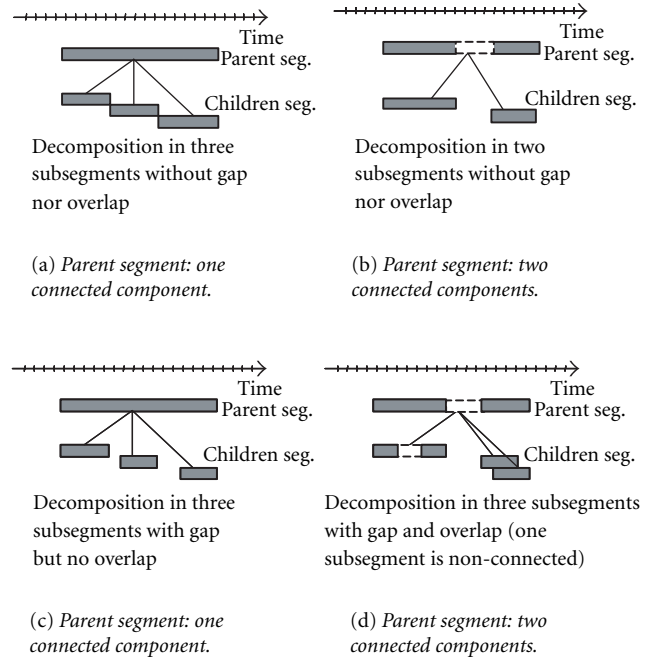 Time
Parent seg.
Children seg.
Decomposition in three
subsegments without gap
nor overlap
(a) Parent segment: one
connected component.
Time
Parent seg.
Children seg.
Decomposition in two
subsegments without gap
nor overlap
(b) Parent segment: two
connected components.
Time
Parent seg.
Children seg.
Decomposition in three
subsegments with gap
but no overlap
(c) Parent segment: one
connected component.
Time
Parent seg.
Children seg.
Decomposition in three subsegments
with gap and overlap (one
subsegment is non-connected)
(d) Parent segment: two
connected components.